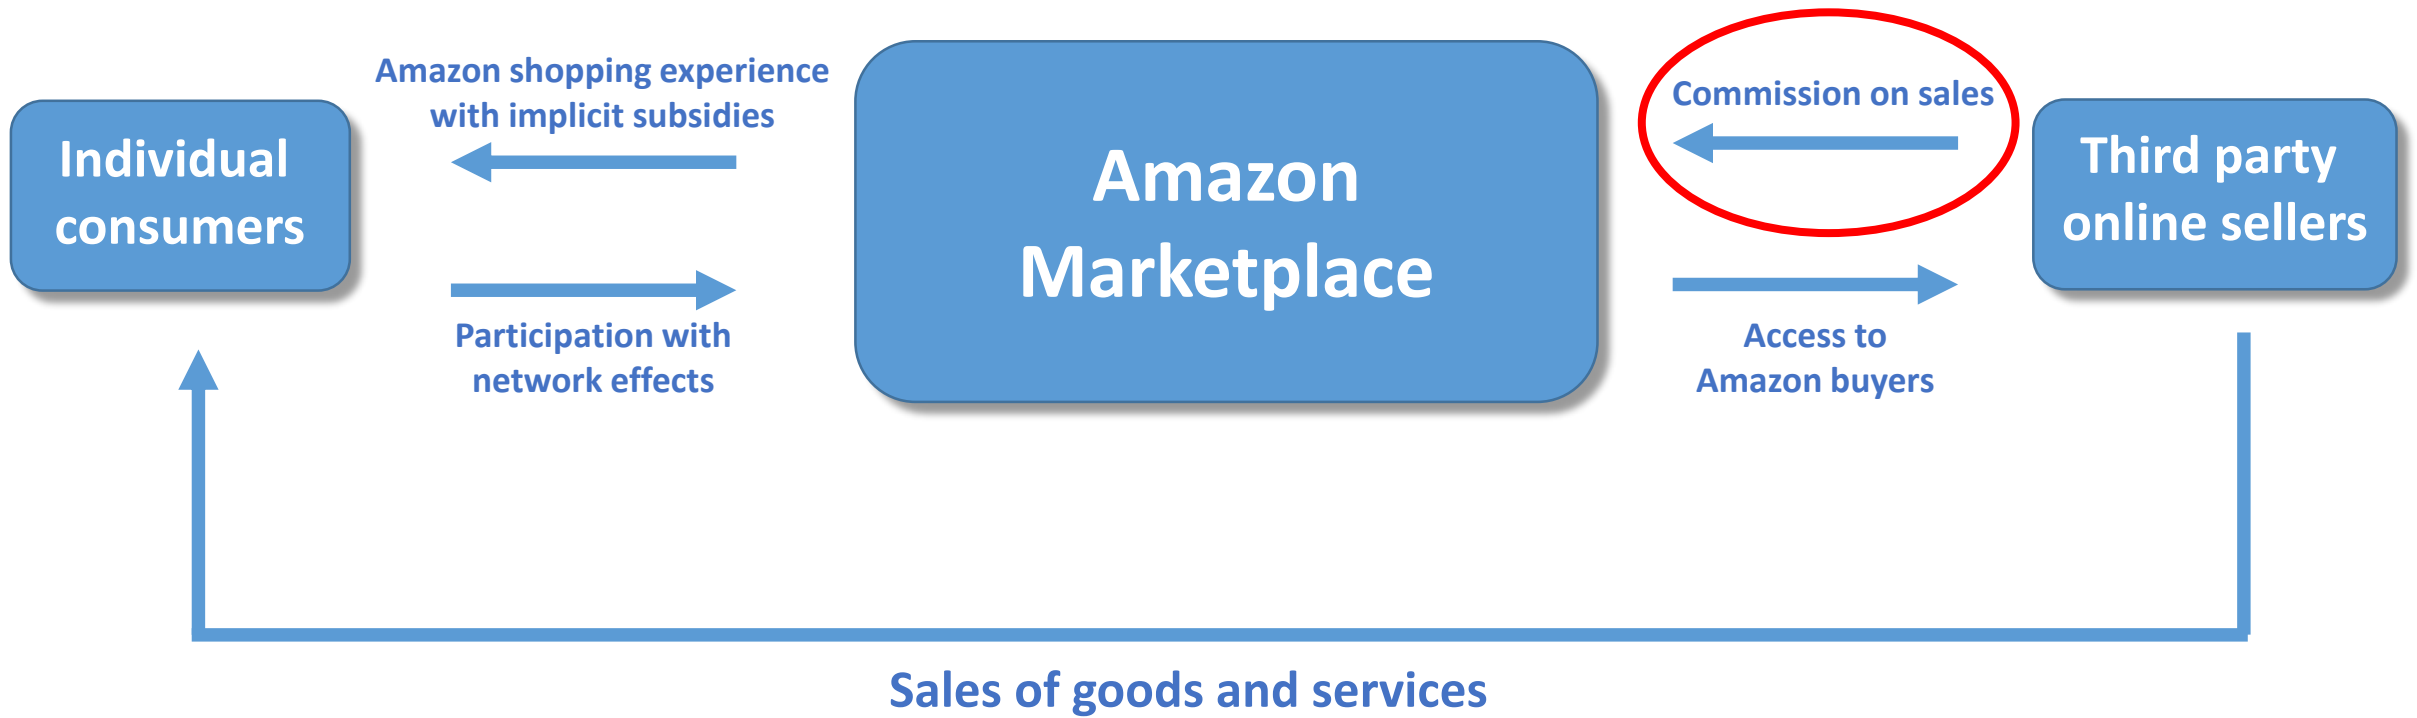 Amazon shopping experience
with implicit subsidies
Commission on sales
Individual
consumers
Amazon
Marketplace
Third party
online sellers
Participation with
network effects
Access to
Amazon buyers
Sales of goods and services